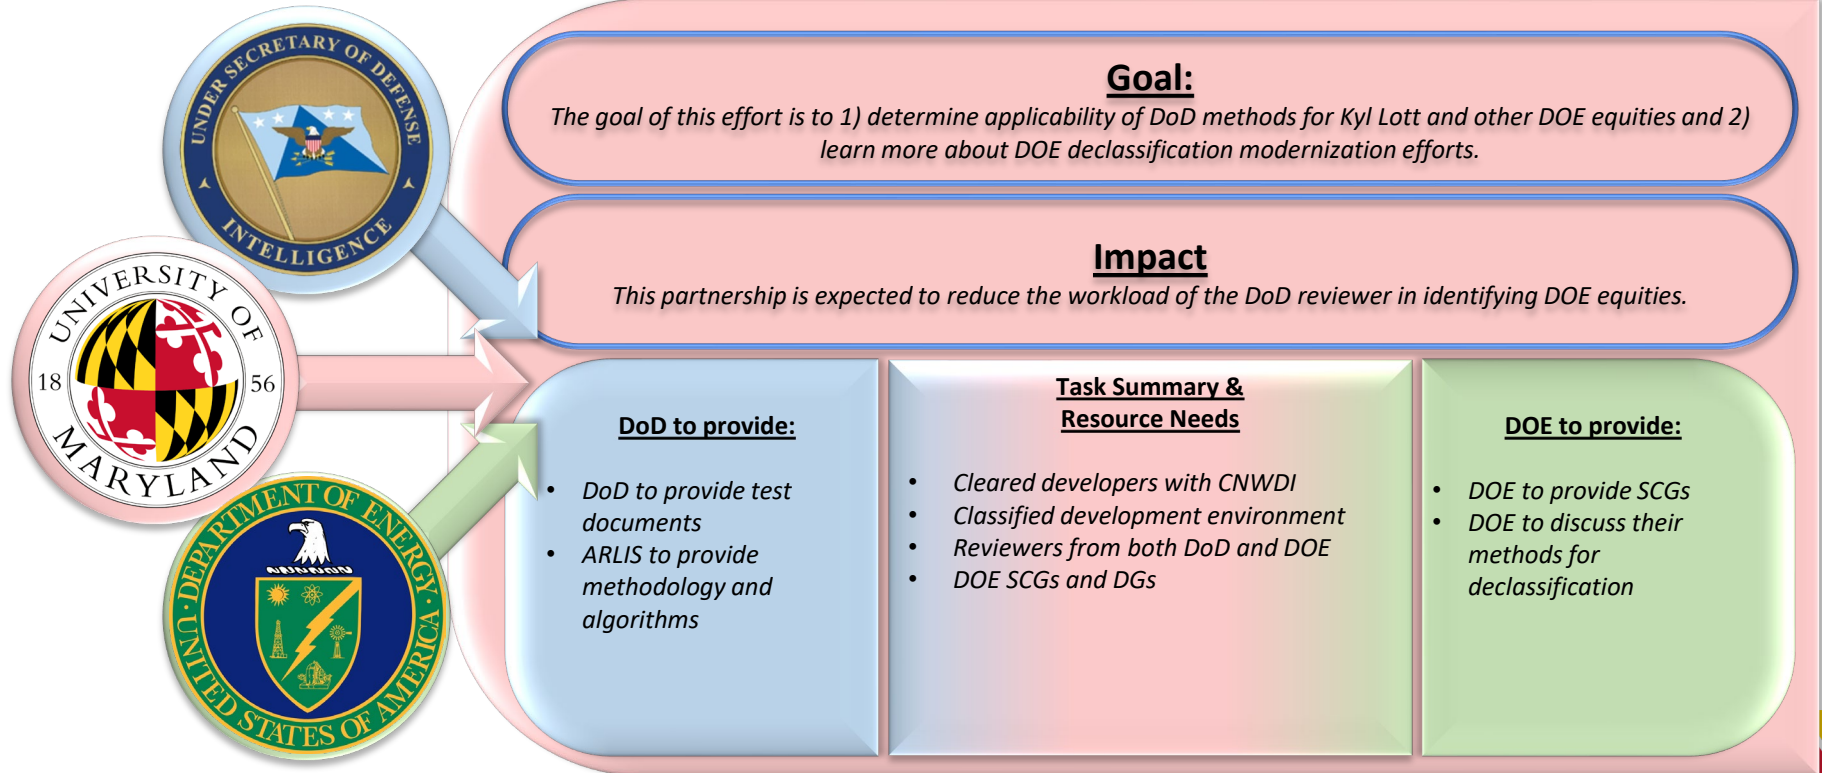 UNDER SECRETARY OF DEFENSE
INTELLIGENCE
UNIVERSITY OF
18 56
MARYLAND
DEPARTMENT OF ENERGY
UNITED STATES OF AMERICA
Goal:
The goal of this effort is to 1) determine applicability of DoD methods for Kyl Lott and other DOE equities and 2)
learn more about DOE declassification modernization efforts.
Impact
This partnership is expected to reduce the workload of the DoD reviewer in identifying DOE equities.
DoD to provide:
• DoD to provide test
documents
• ARLIS to provide
methodology and
algorithms
Task Summary &
Resource Needs
• Cleared developers with CNWDI
• Classified development environment
• Reviewers from both DoD and DOE
• DOE SCGs and DGs
DOE to provide:
• DOE to provide SCGs
• DOE to discuss their
methods for
declassification